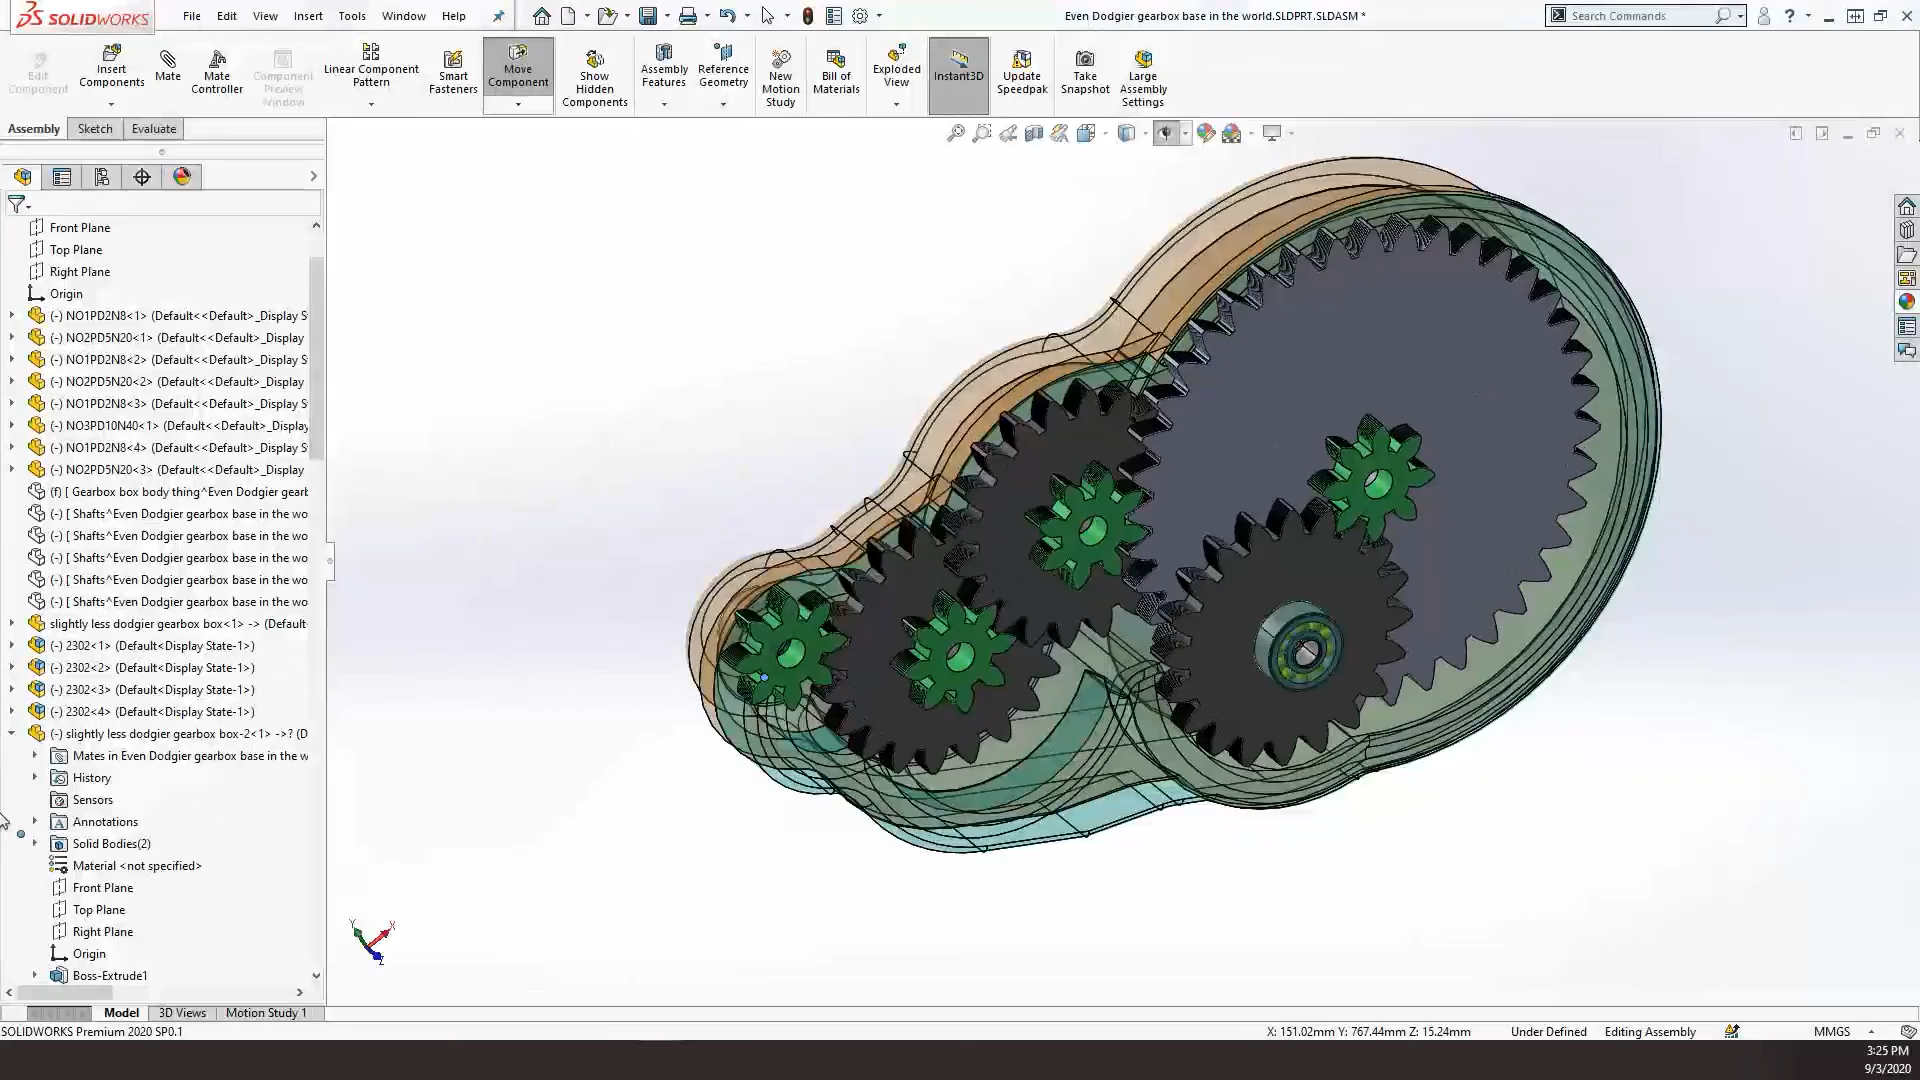 SOLIDWORKS
File Edit View Insert Tools Window Help
Even Dodgier gearbox base in the world.SLDPRT.SLDASM *
Search Commands
Edit Component
Insert Components
Mate
Mate Controller
Component Preview Window
Linear Component Pattern
Smart Fasteners
Move Component
Show Hidden Components
Assembly Features
Reference Geometry
New Motion Study
Bill of Materials
Exploded View
Instant3D
Update Speedpak
Take Snapshot
Large Assembly Settings
Assembly Sketch Evaluate
Front Plane
Top Plane
Right Plane
Origin
(-) NO1PD2N8<1> (Default<<Default>_Display S
(-) NO2PD5N20<1> (Default<<Default>_Display
(-) NO1PD2N8<2> (Default<<Default>_Display S
(-) NO2PD5N20<2> (Default<<Default>_Display
(-) NO1PD2N8<3> (Default<<Default>_Display S
(-) NO3PD10N40<1> (Default<<Default>_Display
(-) NO1PD2N8<4> (Default<<Default>_Display S
(-) NO2PD5N20<3> (Default<<Default>_Display
(f) [ Gearbox box body thing^Even Dodgier gearb
(-) [ Shafts^Even Dodgier gearbox base in the wo
(-) [ Shafts^Even Dodgier gearbox base in the wo
(-) [ Shafts^Even Dodgier gearbox base in the wo
(-) [ Shafts^Even Dodgier gearbox base in the wo
(-) [ Shafts^Even Dodgier gearbox base in the wo
slightly less dodgier gearbox box<1> -> (Default
(-) 2302<1> (Default<Display State-1>)
(-) 2302<2> (Default<Display State-1>)
(-) 2302<3> (Default<Display State-1>)
(-) 2302<4> (Default<Display State-1>)
(-) slightly less dodgier gearbox box-2<1> ->? (D
Mates in Even Dodgier gearbox base in the w
History
Sensors
Annotations
Solid Bodies(2)
Material <not specified>
Front Plane
Top Plane
Right Plane
Origin
Boss-Extrude1
Y X
Z
Model 3D Views Motion Study 1
SOLIDWORKS Premium 2020 SP0.1
X: 151.02mm Y: 767.44mm Z: 15.24mm Under Defined Editing Assembly MMGS
3:25 PM
9/3/2020